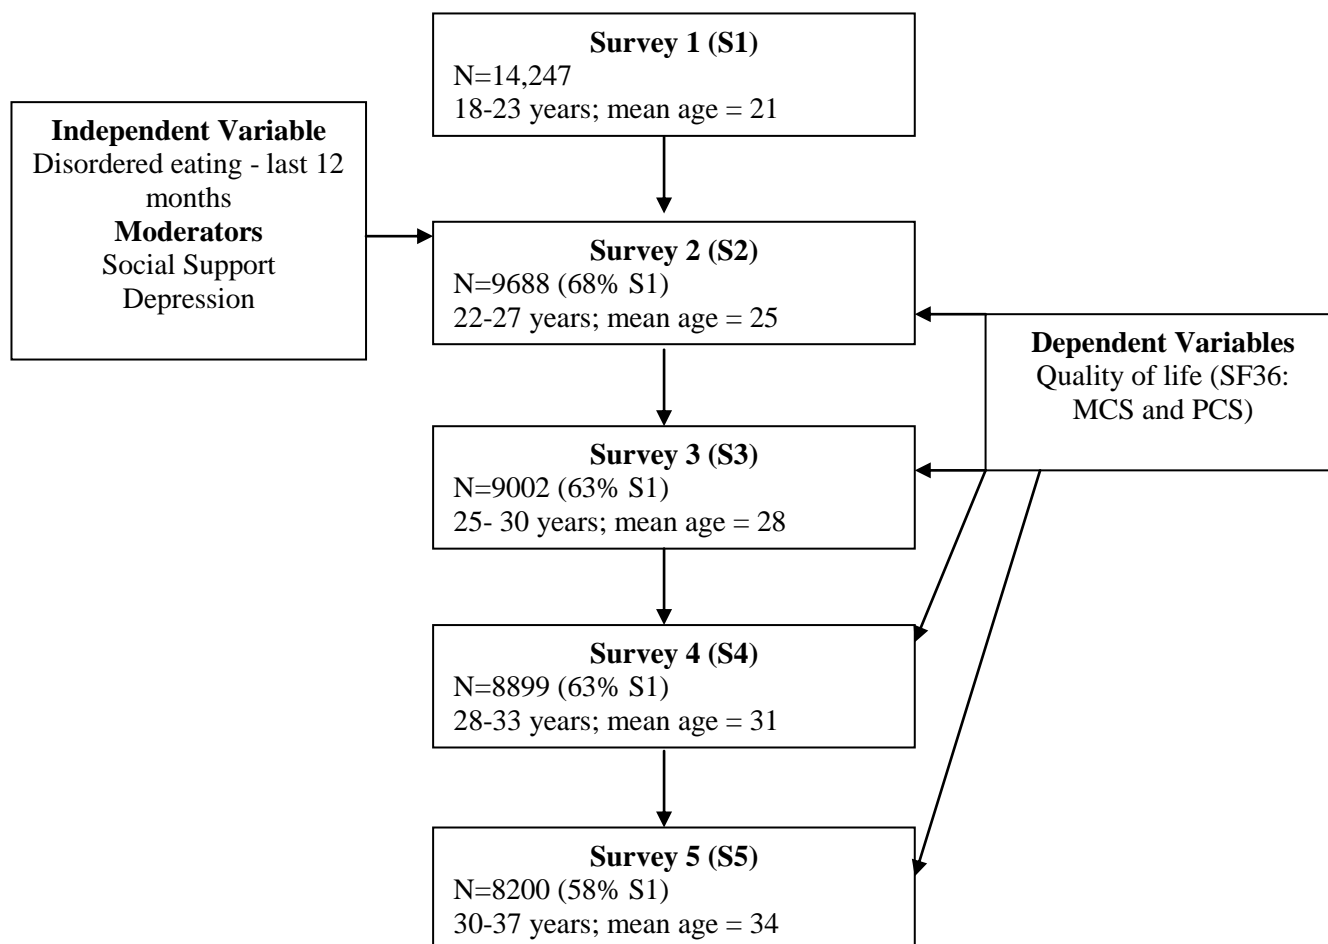 Survey 1 (S1)
N=14,247
18-23 years; mean age = 21
Independent Variable
Disordered eating - last 12
months
Moderators
Social Support
Depression
Survey 2 (S2)
N=9688 (68% S1)
22-27 years; mean age = 25
Dependent Variables
Quality of life (SF36:
MCS and PCS)
Survey 3 (S3)
N=9002 (63% S1)
25- 30 years; mean age = 28
Survey 4 (S4)
N=8899 (63% S1)
28-33 years; mean age = 31
Survey 5 (S5)
N=8200 (58% S1)
30-37 years; mean age = 34